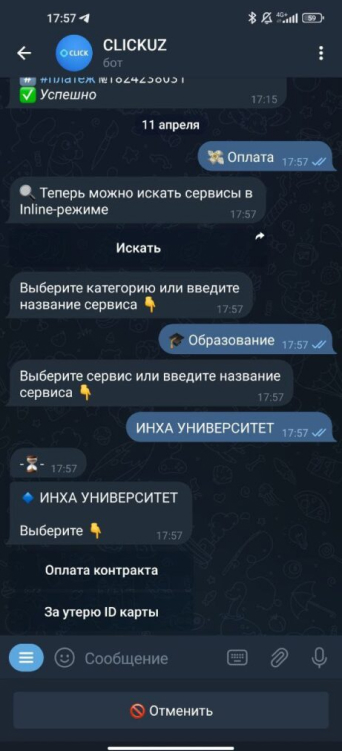 17:57
4G+
59
CLICKUZ
CLICK
бот
#платеж №1824238031
Успешно
17:15
11 апреля
Оплата 17:57
Теперь можно искать сервисы в
Inline-режиме
17:57
Искать
Выберите категорию или введите
название сервиса
17:57
Образование 17:57
Выберите сервис или введите название
сервиса
17:57
ИНХА УНИВЕРСИТЕТ 17:57
- - 17:57
ИНХА УНИВЕРСИТЕТ
Выберите
17:57
Оплата контракта
За утерю ID карты
Сообщение
Отменить